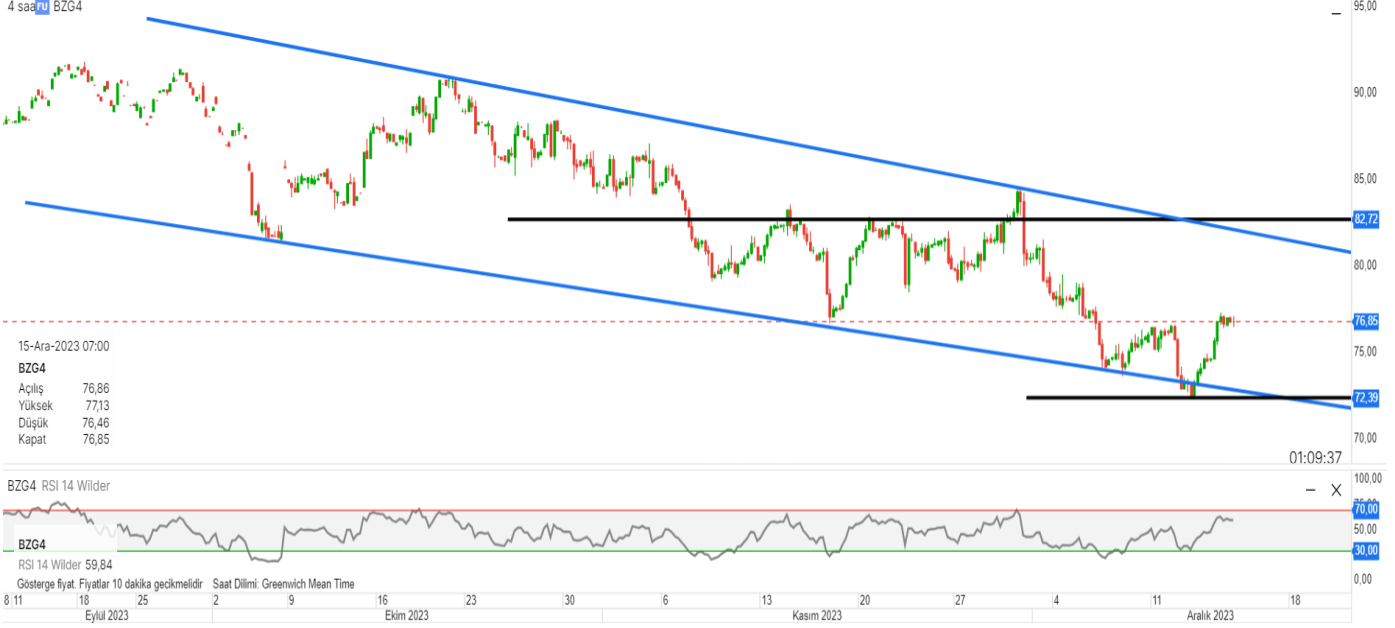 4 saa FU BZG4
95,00
90,00
85,00
82,72
80,00
76,85
75,00
72,39
70,00
15-Ara-2023 07:00
BZG4
Açılış 76,86
Yüksek 77,13
Düşük 76,46
Kapat 76,85
01:09:37
BZG4 RSI 14 Wilder
100,00
70,00
50,00
30,00
0,00
BZG4
RSI 14 Wilder 59,84
Gösterge fiyat. Fiyatlar 10 dakika gecikmelidir Saat Dilimi: Greenwich Mean Time
8 11 18 25 2 9 16 23 30 6 13 20 27 4 11 18
Eylül 2023 Ekim 2023 Kasım 2023 Aralık 2023